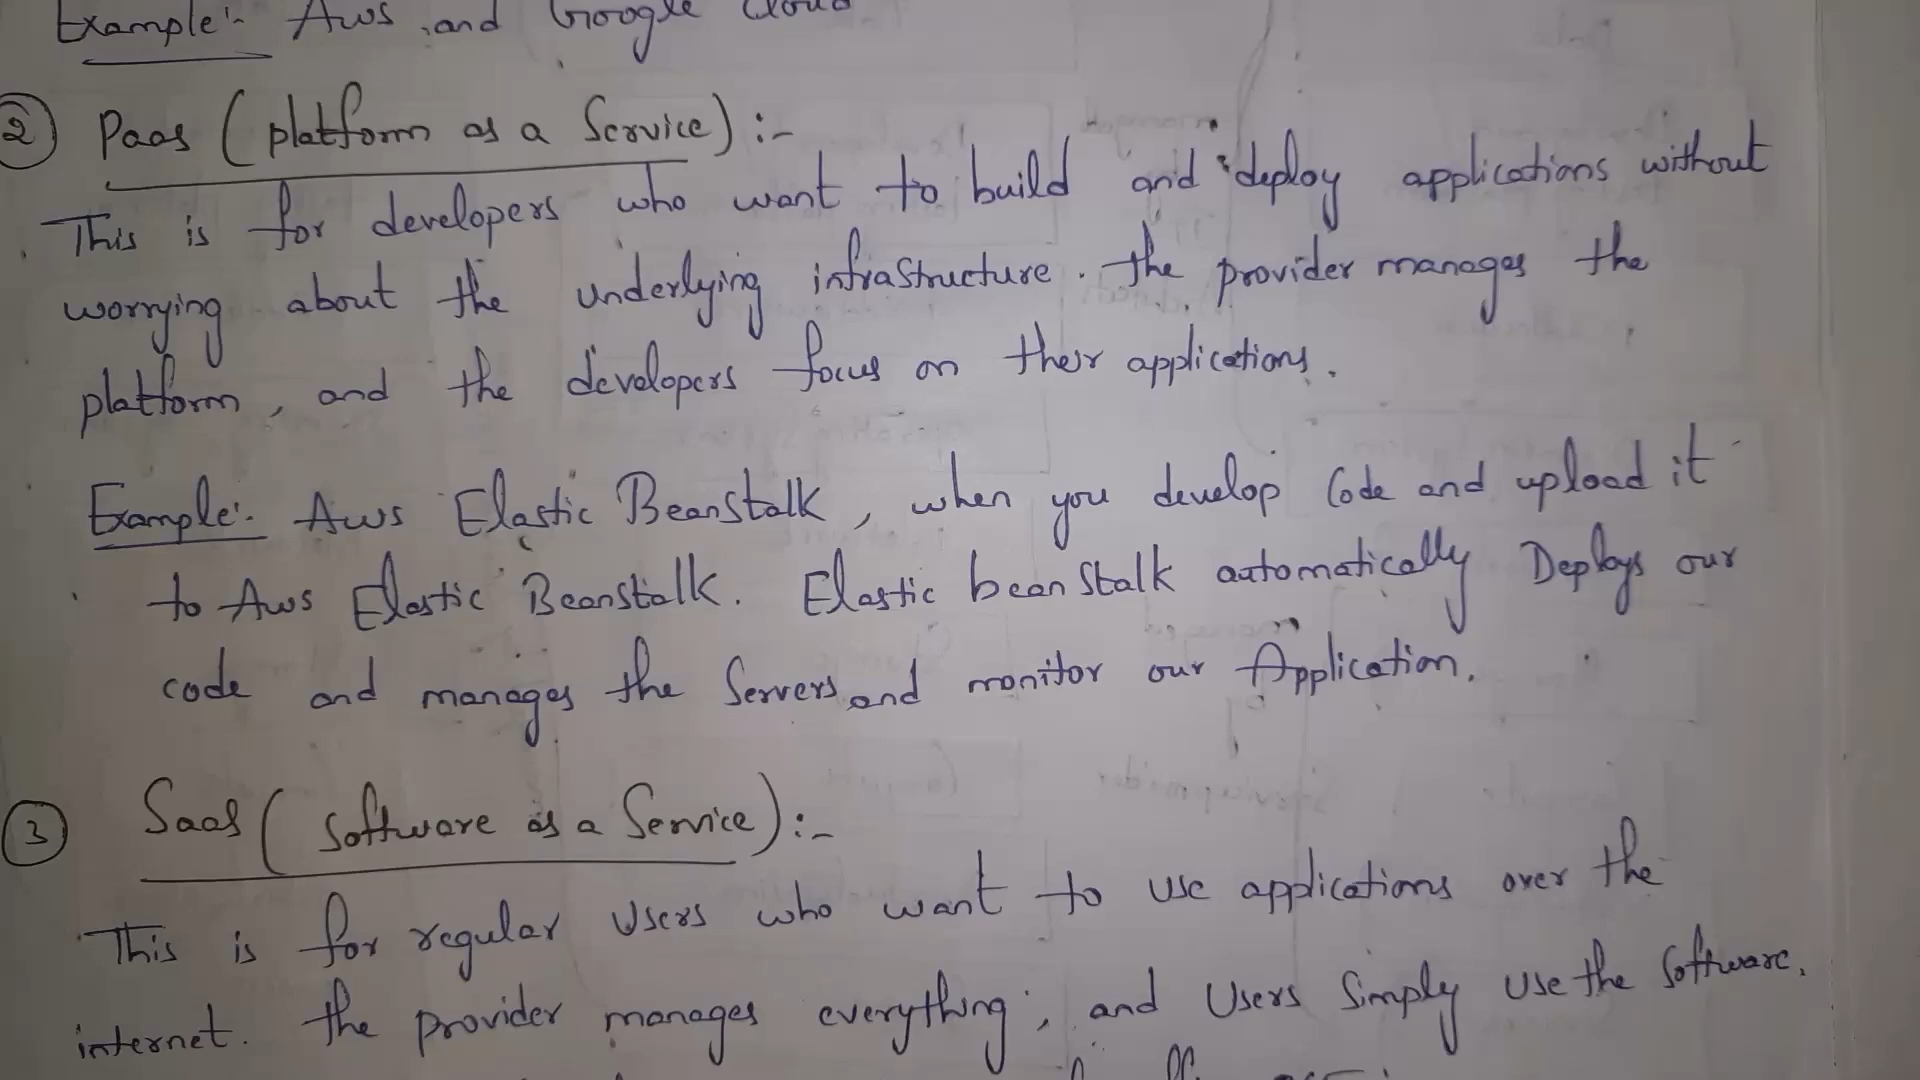 Example:- Aws and Google Cloud
② Paas (platform as a Service) :-
This is for developers who want to build and deploy applications without
worrying about the underlying infrastructure. the provider manages the
platform, and the developers focus on their applications.
Example:- Aws Elastic BeanStalk, when you develop Code and upload it
to Aws Elastic Beanstalk. Elastic bean Stalk automatically Deploys our
code and manages the Servers and monitor our Application.
③ Saas (Software as a Service) :-
This is for regular Users who want to use applications over the
internet. the provider manages everything, and Users Simply Use the Software.